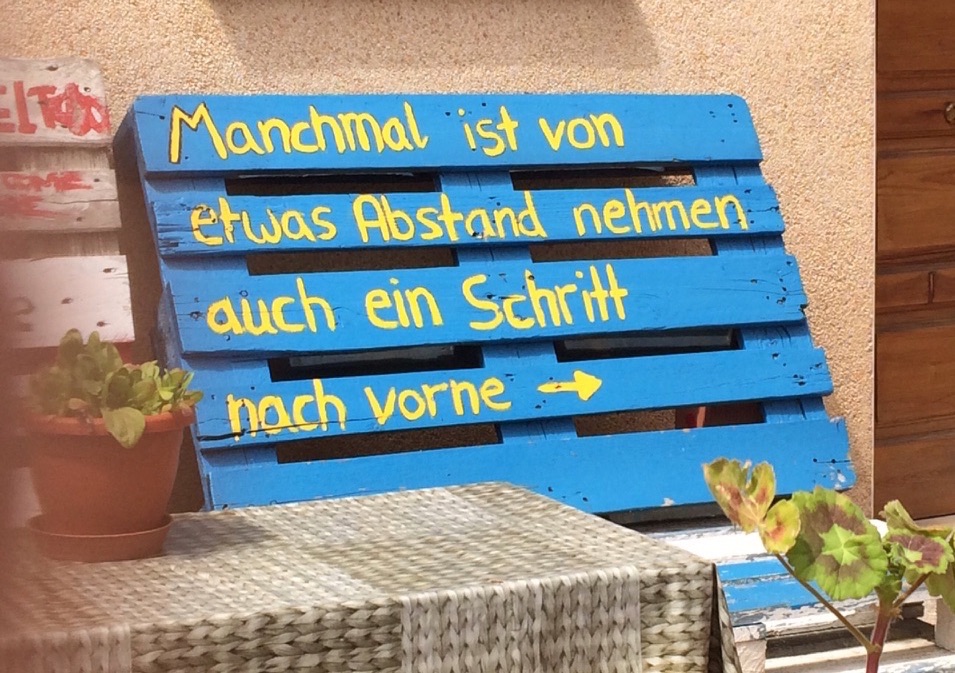 Manchmal ist von
etwas Abstand nehmen
auch ein Schritt
nach vorne →